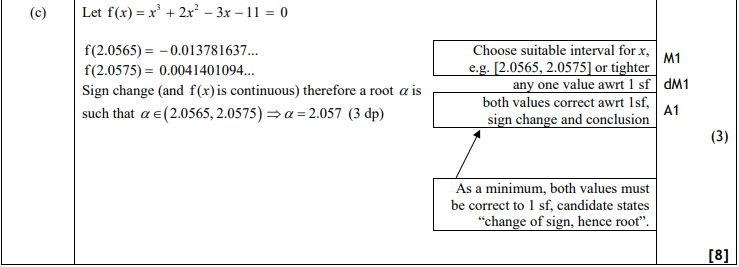 (c) Let f(x) = x³ + 2x² – 3x – 11 = 0
f(2.0565) = – 0.013781637...
f(2.0575) = 0.0041401094...
Sign change (and f(x) is continuous) therefore a root α is
such that α ∈ (2.0565, 2.0575) ⇒ α = 2.057 (3 dp)
Choose suitable interval for x,
e.g. [2.0565, 2.0575] or tighter
M1
any one value awrt 1 sf
dM1
both values correct awrt 1sf,
sign change and conclusion
A1
(3)
As a minimum, both values must
be correct to 1 sf, candidate states
“change of sign, hence root”.
[8]